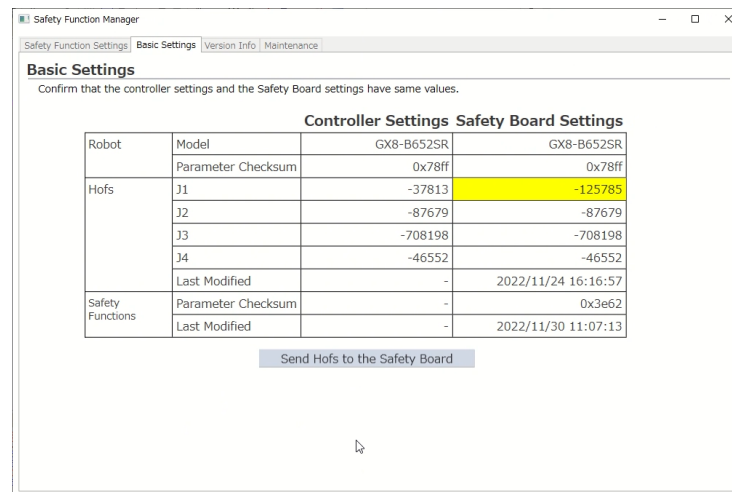 Safety Function Manager
Safety Function Settings Basic Settings Version Info Maintenance
Basic Settings
Confirm that the controller settings and the Safety Board settings have same values.
Controller Settings Safety Board Settings
Robot Model GX8-B652SR GX8-B652SR
Parameter Checksum 0x78ff 0x78ff
Hofs J1 -37813 -125785
J2 -87679 -87679
J3 -708198 -708198
J4 -46552 -46552
Last Modified - 2022/11/24 16:16:57
Safety Functions Parameter Checksum - 0x3e62
Last Modified - 2022/11/30 11:07:13
Send Hofs to the Safety Board